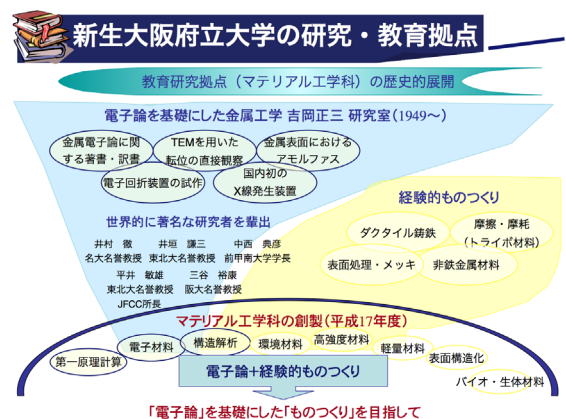 新生大阪府立大学の研究・教育拠点
教育研究拠点（マテリアル工学科）の歴史的展開
電子論を基礎にした金属工学 吉岡正三 研究室（1949～）
金属電子論に関
する著書・訳書
TEMを用いた
転位の直接観察
金属表面における
アモルファス
電子回折装置の試作
国内初の
X線発生装置
世界的に著名な研究者を輩出
井村　徹　井垣　謙三　中西　典彦
名大名誉教授　東北大名誉教授　前甲南大学学長
平井　敏雄　三谷　裕康
東北大名誉教授　阪大名誉教授
JFCC所長
経験的ものつくり
ダクタイル鋳鉄
摩擦・摩耗
（トライボ材料）
表面処理・メッキ
非鉄金属材料
マテリアル工学科の創製（平成17年度）
第一原理計算
電子材料
構造解析
環境材料
高強度材料
軽量材料
表面構造化
バイオ・生体材料
電子論+経験的ものつくり
「電子論」を基礎にした「ものつくり」を目指して